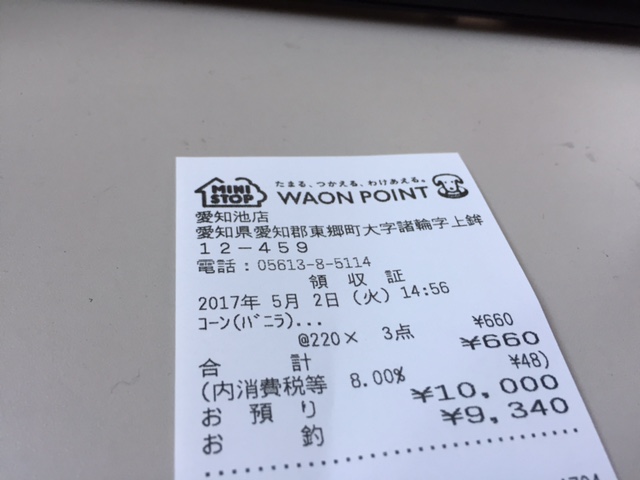 MINI STOP
たまる、つかえる、わけあえる。
WAON POINT
愛知池店
愛知県愛知郡東郷町大字諸輪字上鉾
12-459
電話：05613-8-5114
領収証
2017年 5月 2日（火）14:56
ｺｰﾝ(ﾊﾞﾆﾗ)... ¥660
@220× 3点
合計 ¥660
(内消費税等 8.00% ¥48)
お預り ¥10,000
お釣 ¥9,340